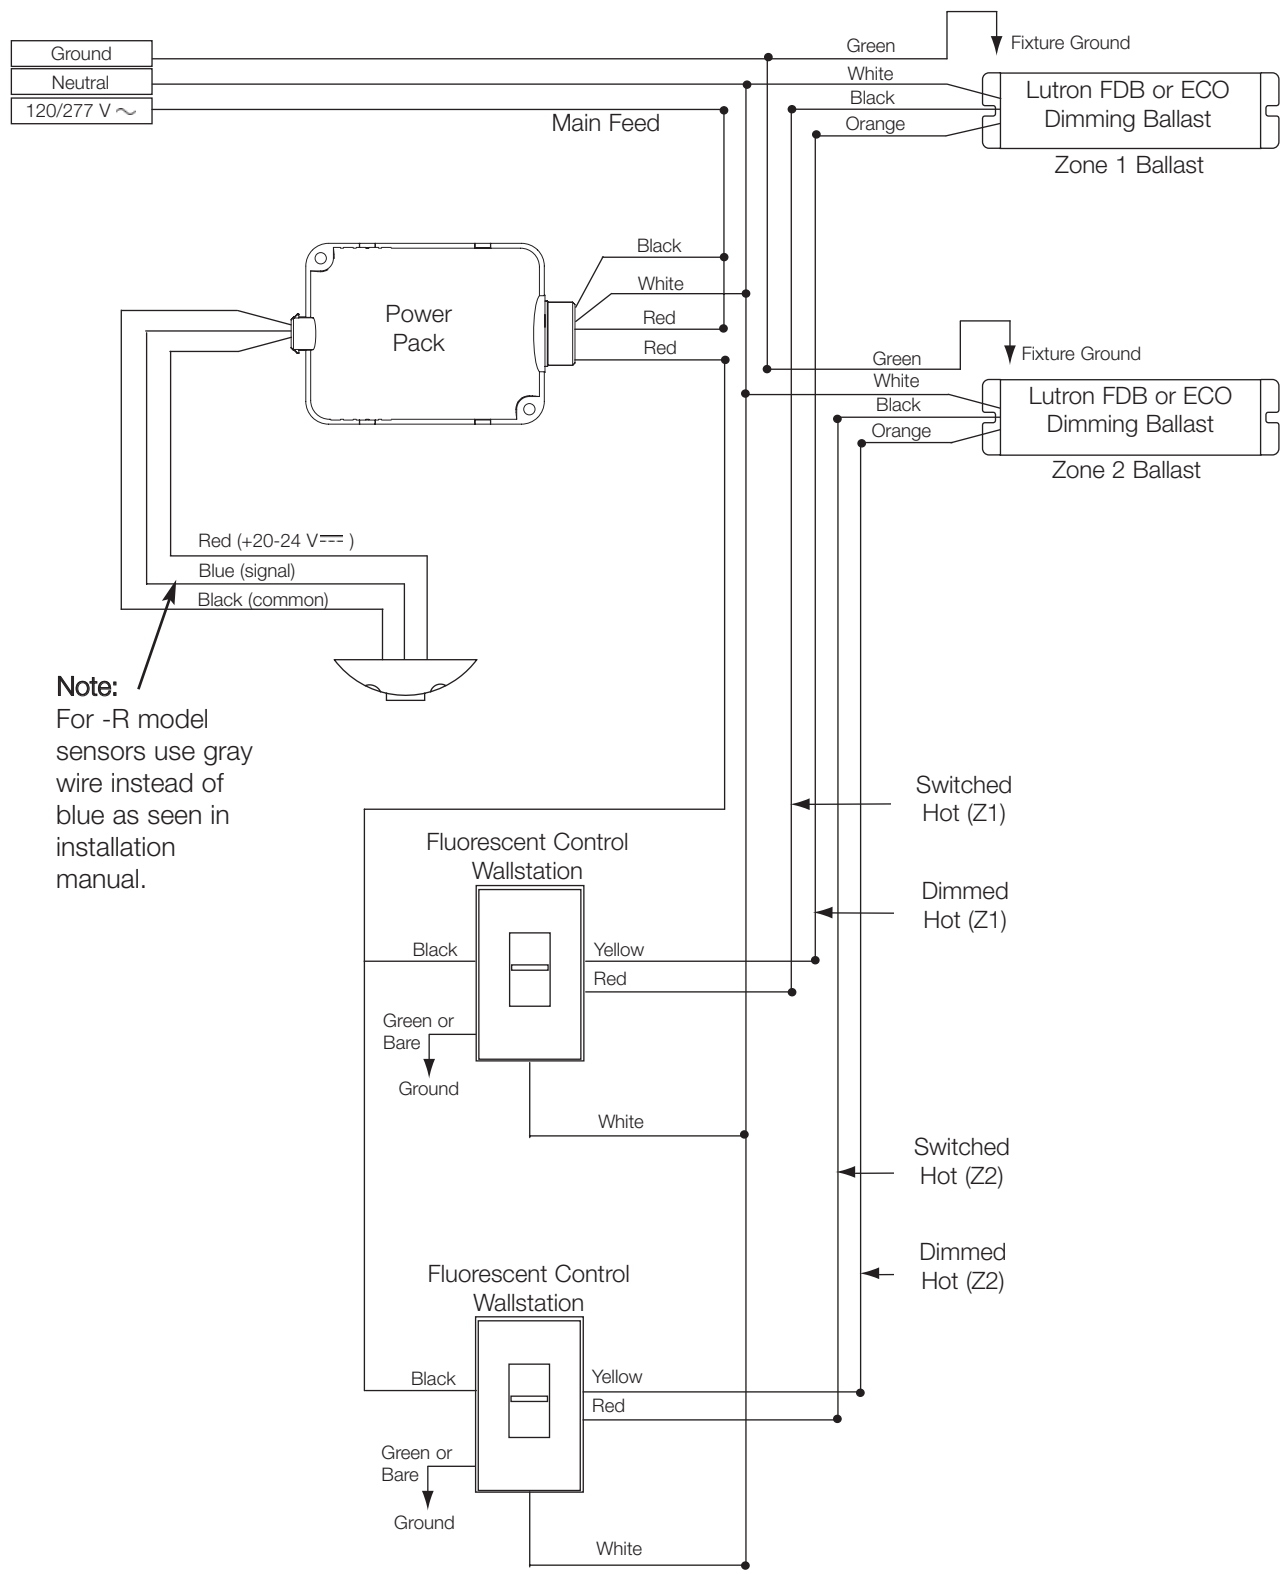 Ground
Neutral
120/277 V ～
Main Feed
Green
White
Black
Orange
Fixture Ground
Lutron FDB or ECO
Dimming Ballast
Zone 1 Ballast
Power
Pack
Black
White
Red
Red
Green
White
Black
Orange
Fixture Ground
Lutron FDB or ECO
Dimming Ballast
Zone 2 Ballast
Red (+20-24 V⎓ )
Blue (signal)
Black (common)
Note:
For -R model
sensors use gray
wire instead of
blue as seen in
installation
manual.
Switched
Hot (Z1)
Dimmed
Hot (Z1)
Fluorescent Control
Wallstation
Black
Yellow
Red
Green or
Bare
Ground
White
Switched
Hot (Z2)
Dimmed
Hot (Z2)
Fluorescent Control
Wallstation
Black
Yellow
Red
Green or
Bare
Ground
White